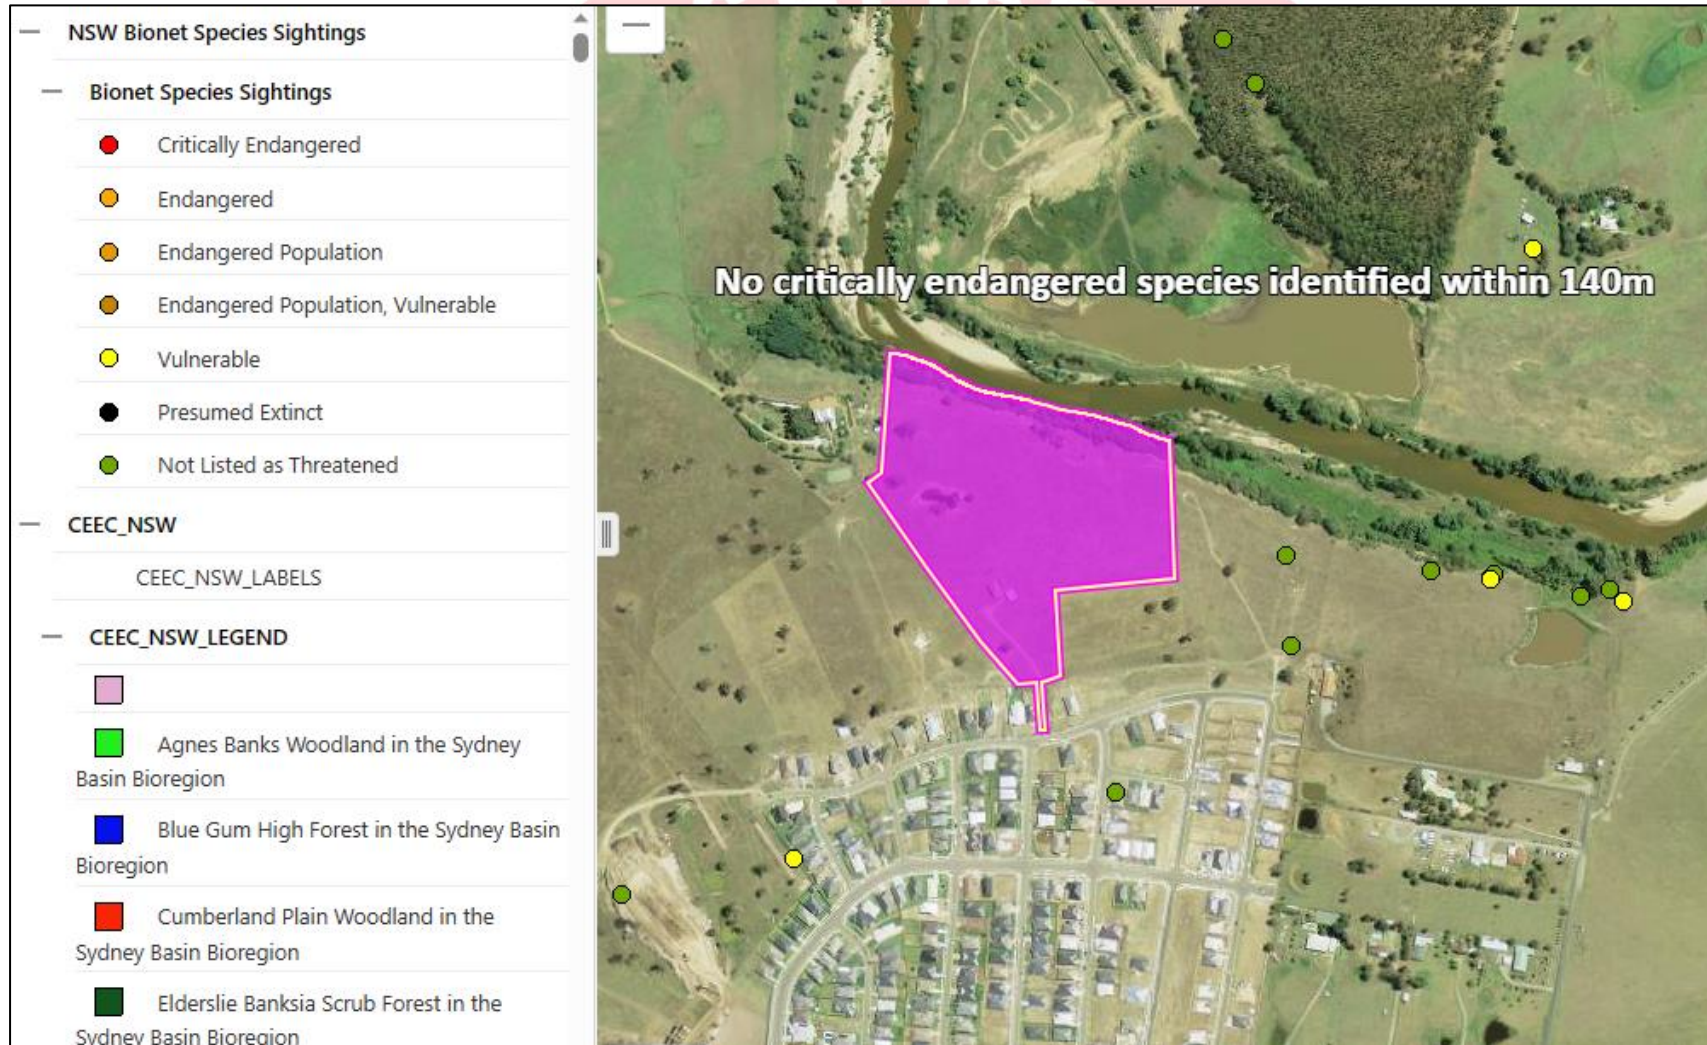 NSW Bionet Species Sightings
Bionet Species Sightings
Critically Endangered
Endangered
Endangered Population
Endangered Population, Vulnerable
Vulnerable
Presumed Extinct
Not Listed as Threatened
CEEC_NSW
CEEC_NSW_LABELS
CEEC_NSW_LEGEND
Agnes Banks Woodland in the Sydney
Basin Bioregion
Blue Gum High Forest in the Sydney Basin
Bioregion
Cumberland Plain Woodland in the
Sydney Basin Bioregion
Elderslie Banksia Scrub Forest in the
Sydney Basin Bioregion
No critically endangered species identified within 140m